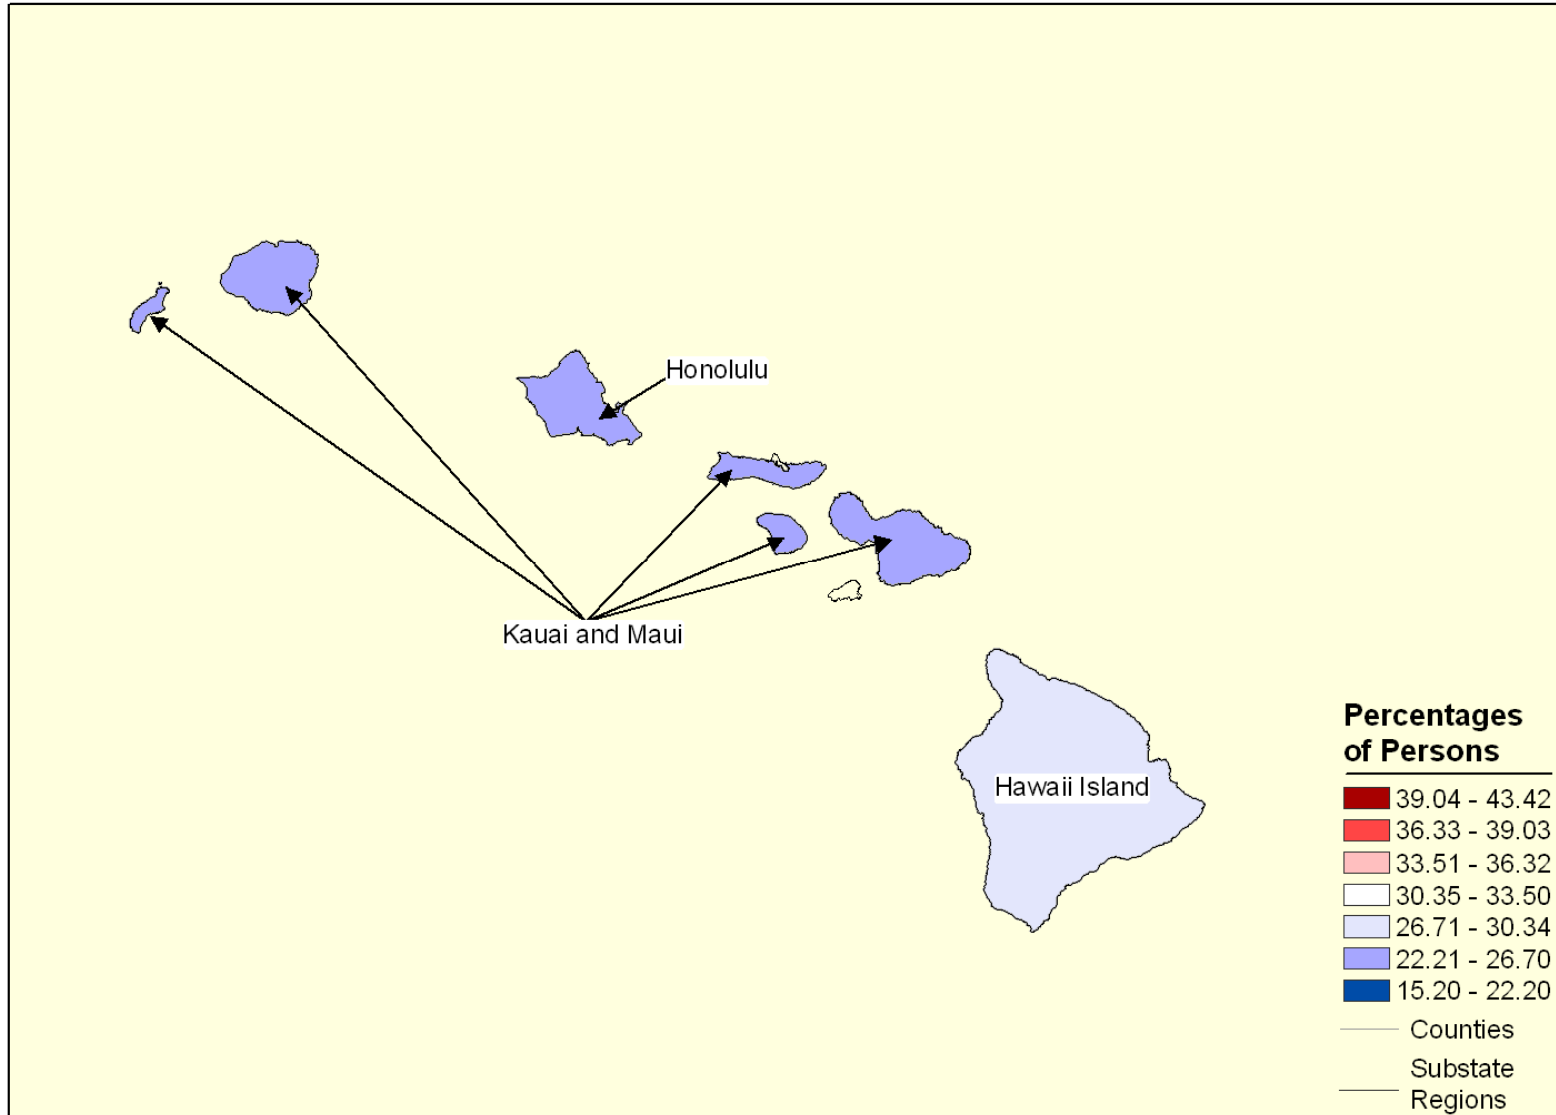 Honolulu
Kauai and Maui
Hawaii Island
Percentages
of Persons
39.04 - 43.42
36.33 - 39.03
33.51 - 36.32
30.35 - 33.50
26.71 - 30.34
22.21 - 26.70
15.20 - 22.20
Counties
Substate
Regions